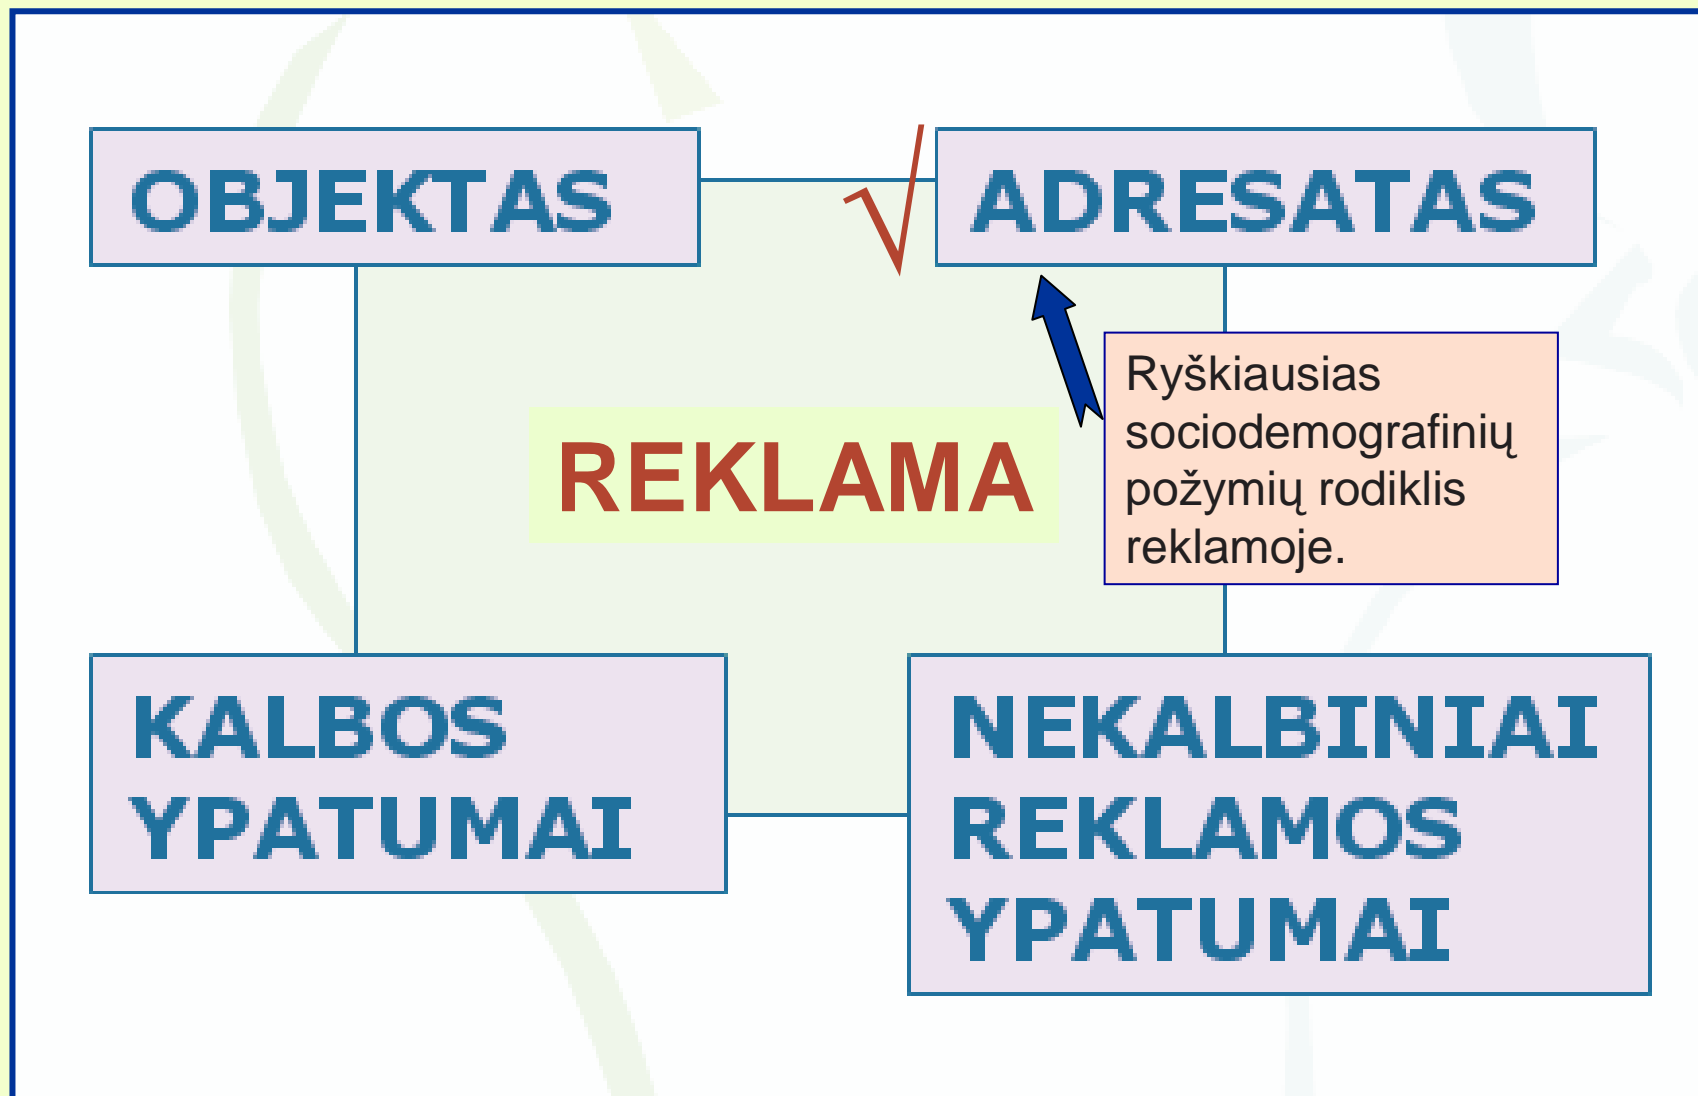 OBJEKTAS
ADRESATAS
REKLAMA
Ryškiausias
sociodemografinių
požymių rodiklis
reklamoje.
KALBOS
YPATUMAI
NEKALBINIAI
REKLAMOS
YPATUMAI